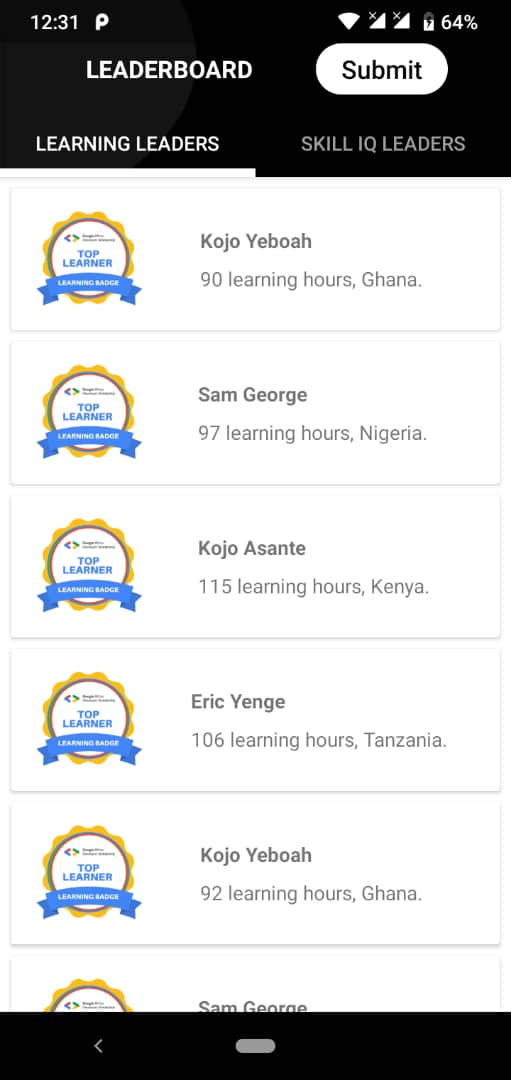 12:31
64%
LEADERBOARD
Submit
LEARNING LEADERS
SKILL IQ LEADERS
TOP
LEARNER
LEARNING BADGE
Kojo Yeboah
90 learning hours, Ghana.
TOP
LEARNER
LEARNING BADGE
Sam George
97 learning hours, Nigeria.
TOP
LEARNER
LEARNING BADGE
Kojo Asante
115 learning hours, Kenya.
TOP
LEARNER
LEARNING BADGE
Eric Yenge
106 learning hours, Tanzania.
TOP
LEARNER
LEARNING BADGE
Kojo Yeboah
92 learning hours, Ghana.
Sam George